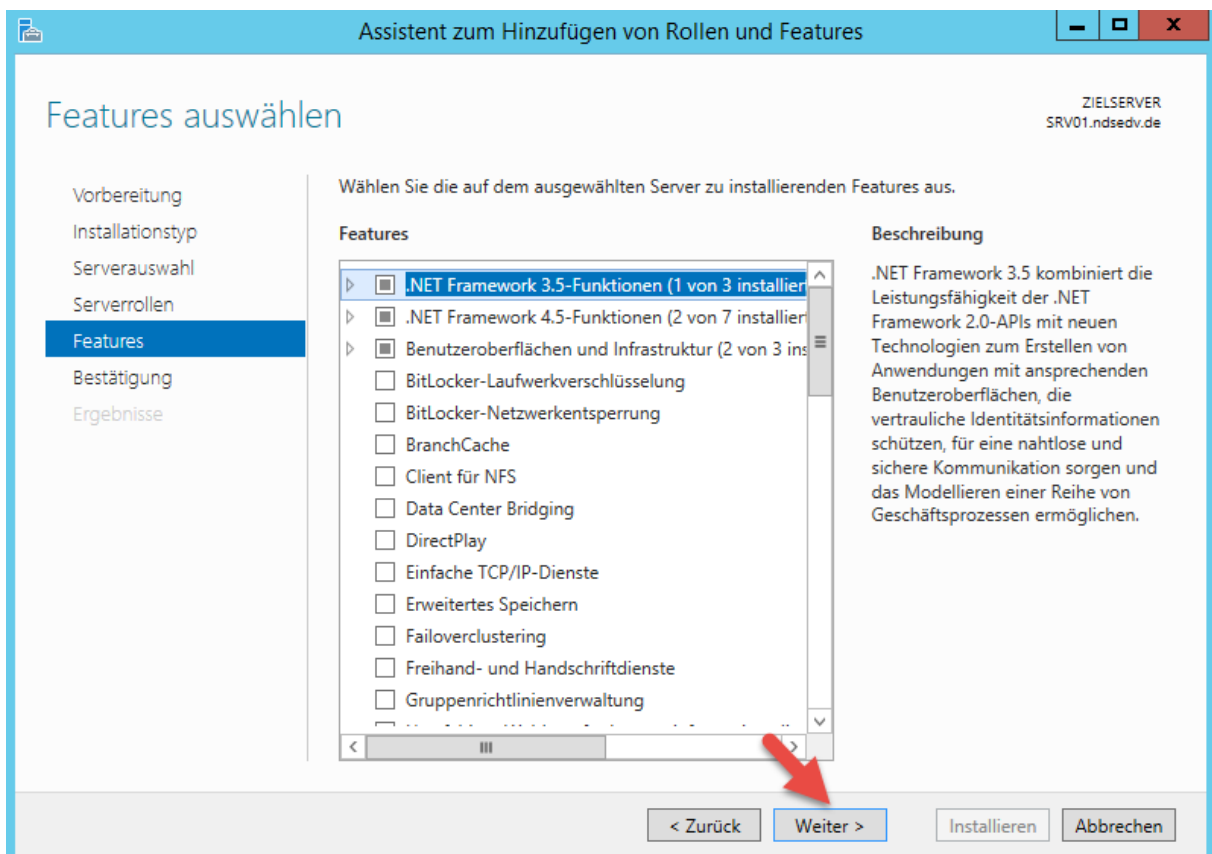 Assistent zum Hinzufügen von Rollen und Features
Features auswählen
ZIELSERVER
SRV01.ndsedv.de
Vorbereitung
Installationstyp
Serverauswahl
Serverrollen
Features
Bestätigung
Ergebnisse
Wählen Sie die auf dem ausgewählten Server zu installierenden Features aus.
Features
.NET Framework 3.5-Funktionen (1 von 3 installier
.NET Framework 4.5-Funktionen (2 von 7 installiert
Benutzeroberflächen und Infrastruktur (2 von 3 ins
BitLocker-Laufwerkverschlüsselung
BitLocker-Netzwerkentsperrung
BranchCache
Client für NFS
Data Center Bridging
DirectPlay
Einfache TCP/IP-Dienste
Erweitertes Speichern
Failoverclustering
Freihand- und Handschriftdienste
Gruppenrichtlinienverwaltung
Beschreibung
.NET Framework 3.5 kombiniert die
Leistungsfähigkeit der .NET
Framework 2.0-APIs mit neuen
Technologien zum Erstellen von
Anwendungen mit ansprechenden
Benutzeroberflächen, die
vertrauliche Identitätsinformationen
schützen, für eine nahtlose und
sichere Kommunikation sorgen und
das Modellieren einer Reihe von
Geschäftsprozessen ermöglichen.
< Zurück
Weiter >
Installieren
Abbrechen